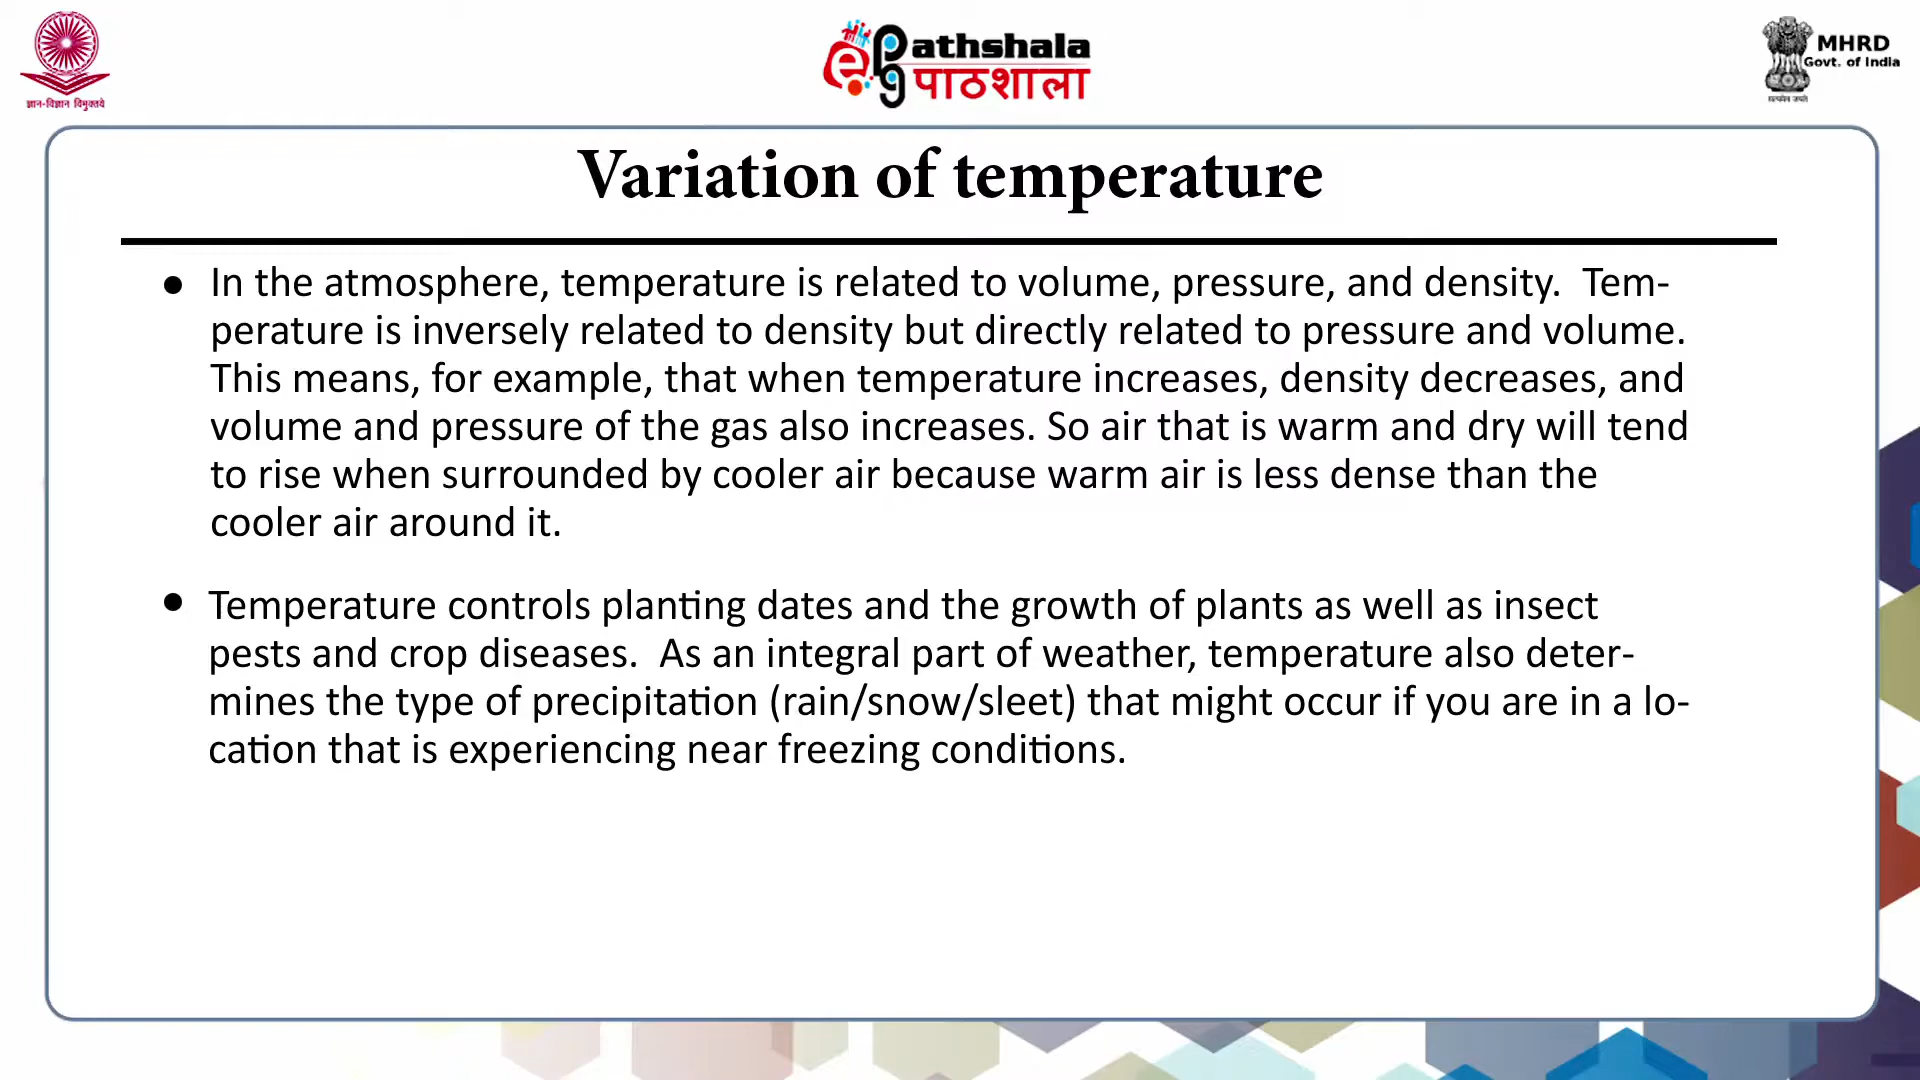 ज्ञान-विज्ञान विमुक्तये
e pg Pathshala
पाठशाला
MHRD
Govt. of India
सत्यमेव जयते
Variation of temperature
● In the atmosphere, temperature is related to volume, pressure, and density.  Tem-
perature is inversely related to density but directly related to pressure and volume.
This means, for example, that when temperature increases, density decreases, and
volume and pressure of the gas also increases. So air that is warm and dry will tend
to rise when surrounded by cooler air because warm air is less dense than the
cooler air around it.
● Temperature controls planting dates and the growth of plants as well as insect
pests and crop diseases.  As an integral part of weather, temperature also deter-
mines the type of precipitation (rain/snow/sleet) that might occur if you are in a lo-
cation that is experiencing near freezing conditions.